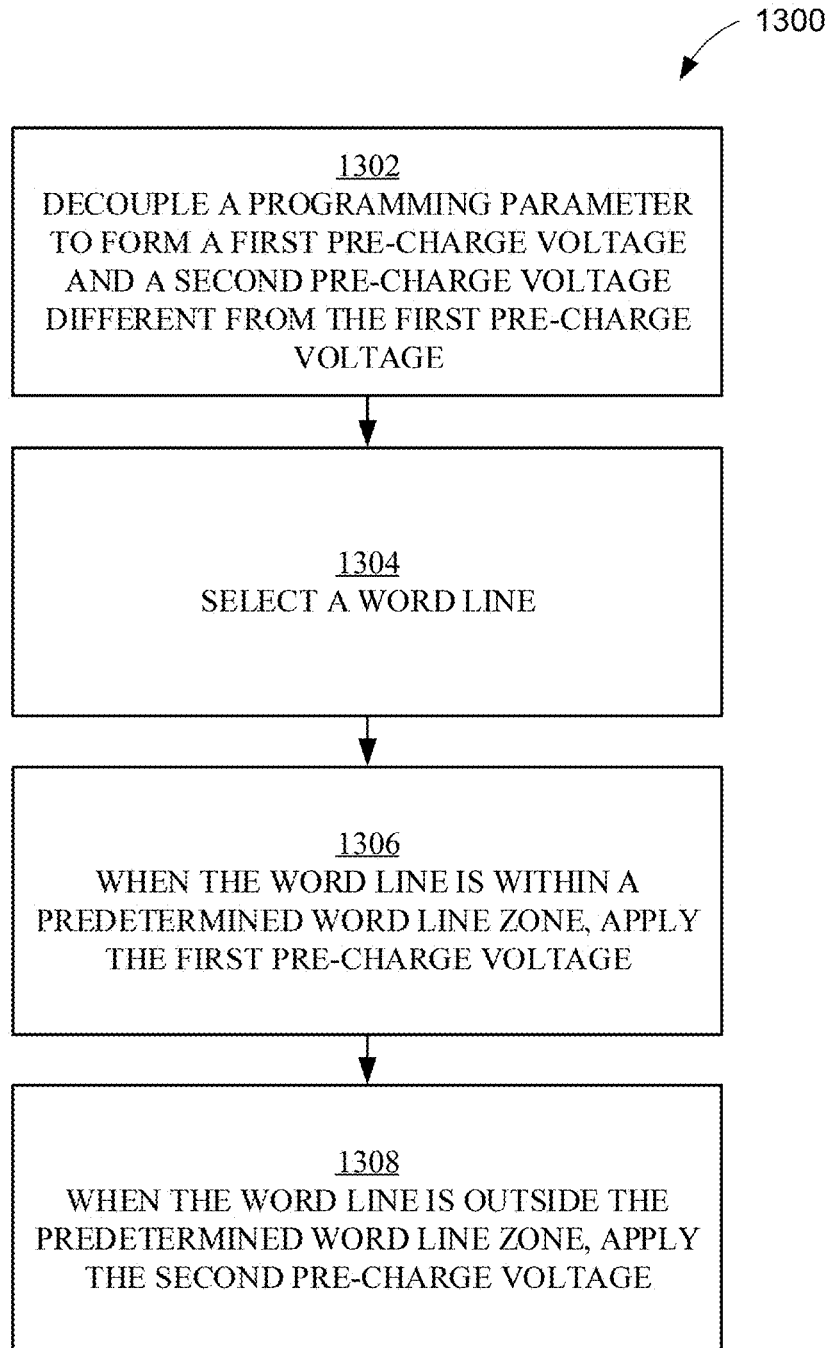 1300
1302
DECOUPLE A PROGRAMMING PARAMETER
TO FORM A FIRST PRE-CHARGE VOLTAGE
AND A SECOND PRE-CHARGE VOLTAGE
DIFFERENT FROM THE FIRST PRE-CHARGE
VOLTAGE
1304
SELECT A WORD LINE
1306
WHEN THE WORD LINE IS WITHIN A
PREDETERMINED WORD LINE ZONE, APPLY
THE FIRST PRE-CHARGE VOLTAGE
1308
WHEN THE WORD LINE IS OUTSIDE THE
PREDETERMINED WORD LINE ZONE, APPLY
THE SECOND PRE-CHARGE VOLTAGE